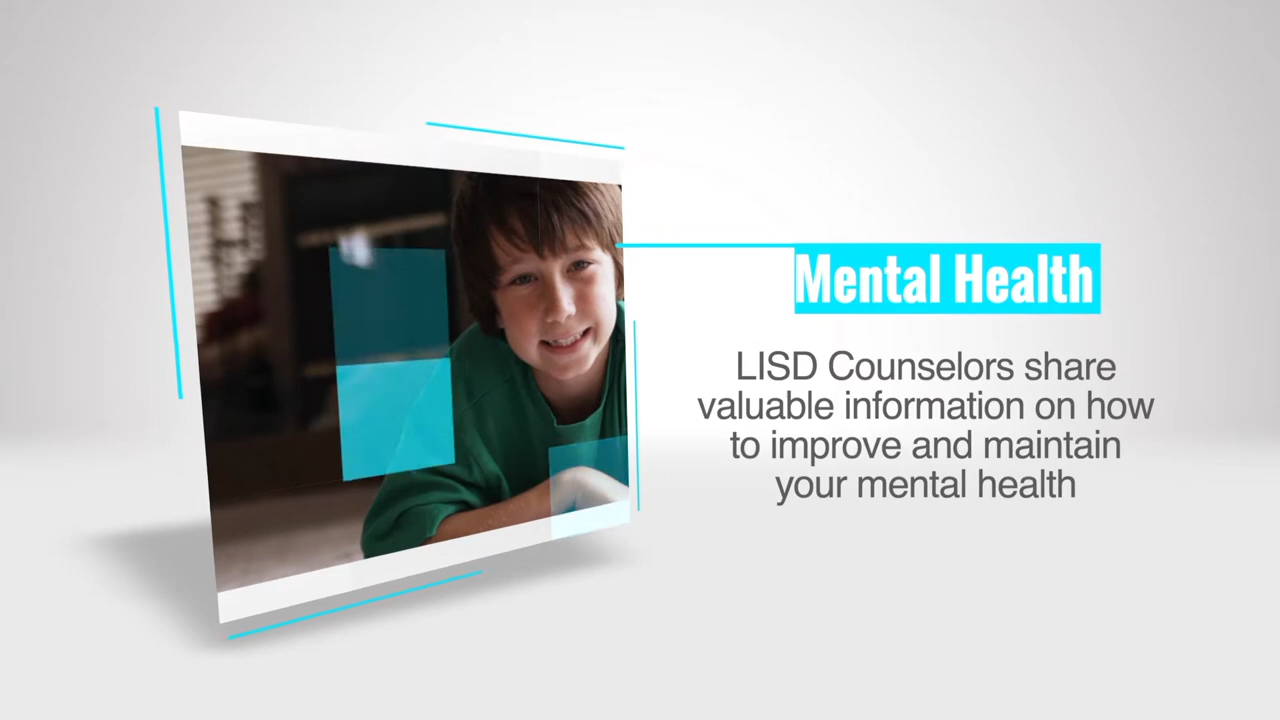 Mental Health
LISD Counselors share
valuable information on how
to improve and maintain
your mental health